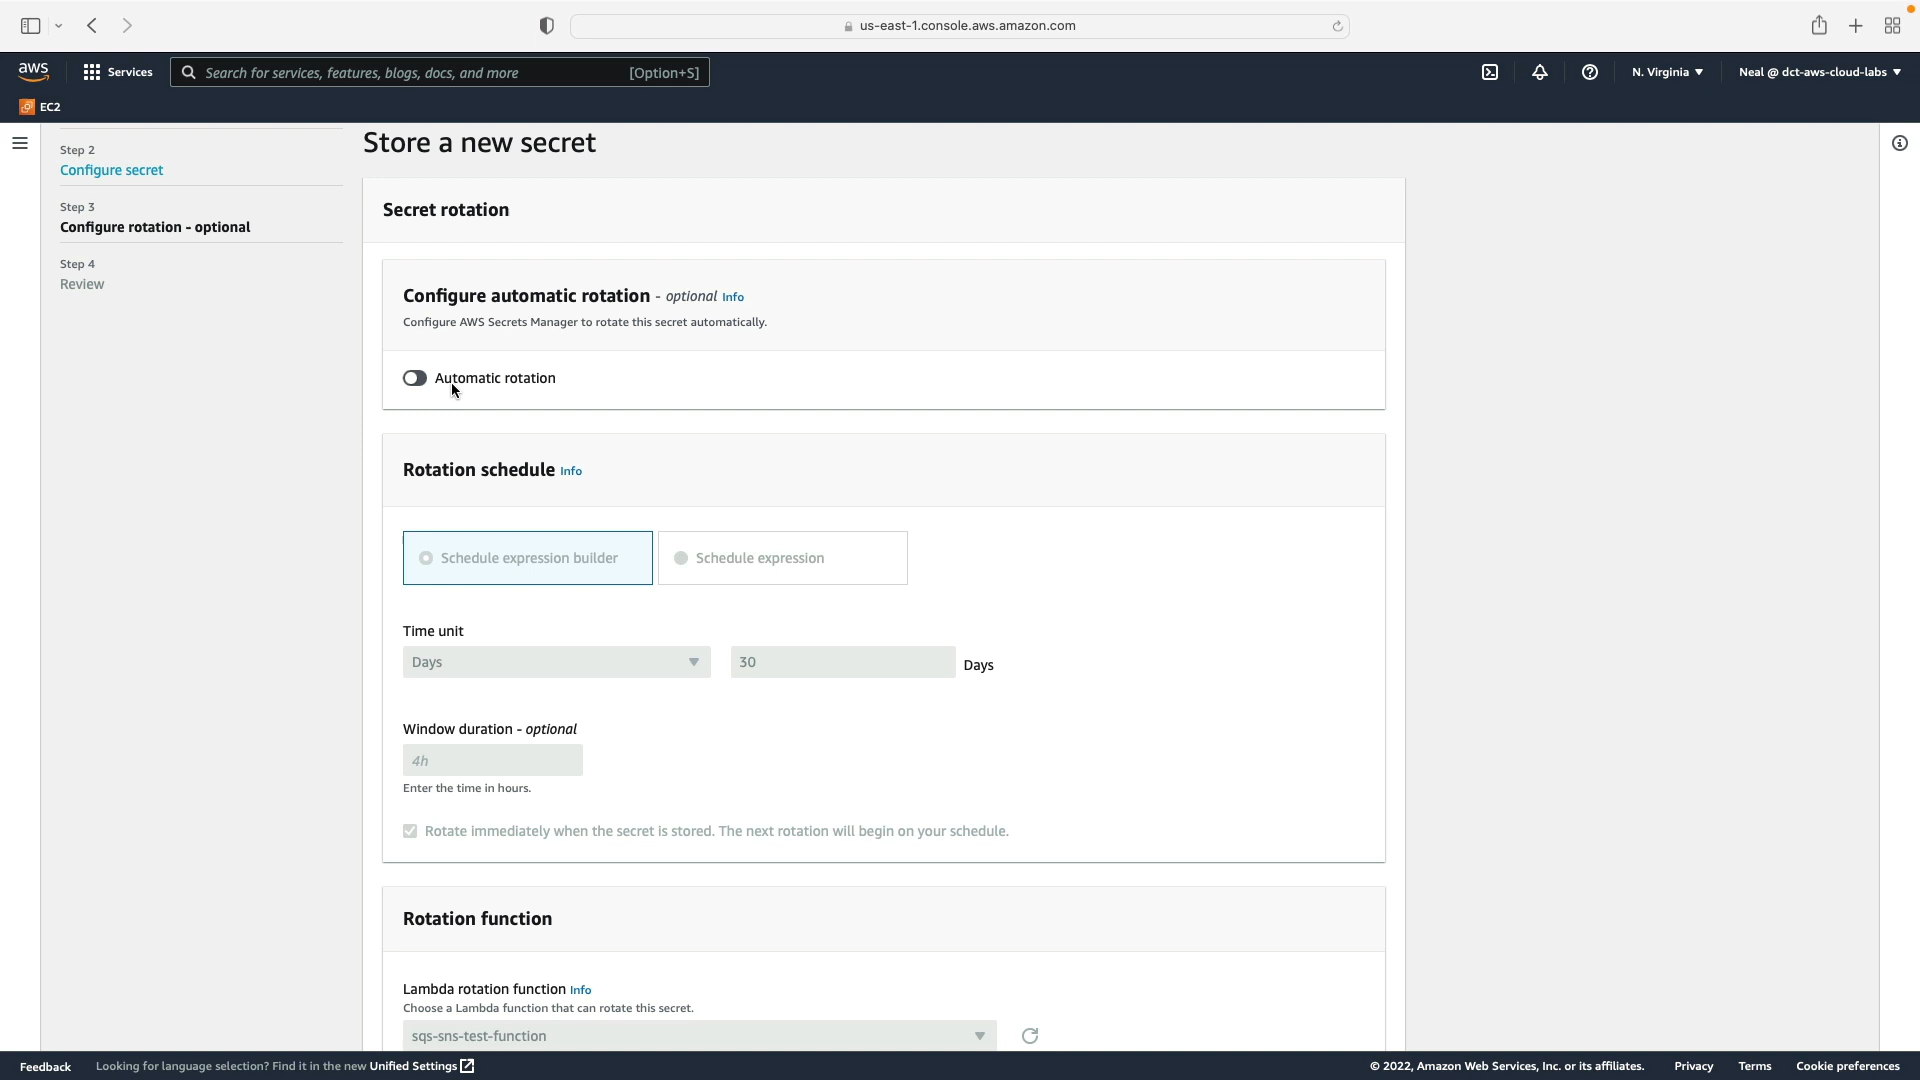 us-east-1.console.aws.amazon.com
aws
Services
Search for services, features, blogs, docs, and more
[Option+S]
N. Virginia
Neal @ dct-aws-cloud-labs
EC2
Step 2
Configure secret
Step 3
Configure rotation - optional
Step 4
Review
Store a new secret
Secret rotation
Configure automatic rotation - optional Info
Configure AWS Secrets Manager to rotate this secret automatically.
Automatic rotation
Rotation schedule Info
Schedule expression builder
Schedule expression
Time unit
Days
30
Days
Window duration - optional
4h
Enter the time in hours.
Rotate immediately when the secret is stored. The next rotation will begin on your schedule.
Rotation function
Lambda rotation function Info
Choose a Lambda function that can rotate this secret.
sqs-sns-test-function
Feedback
Looking for language selection? Find it in the new Unified Settings
© 2022, Amazon Web Services, Inc. or its affiliates.
Privacy
Terms
Cookie preferences